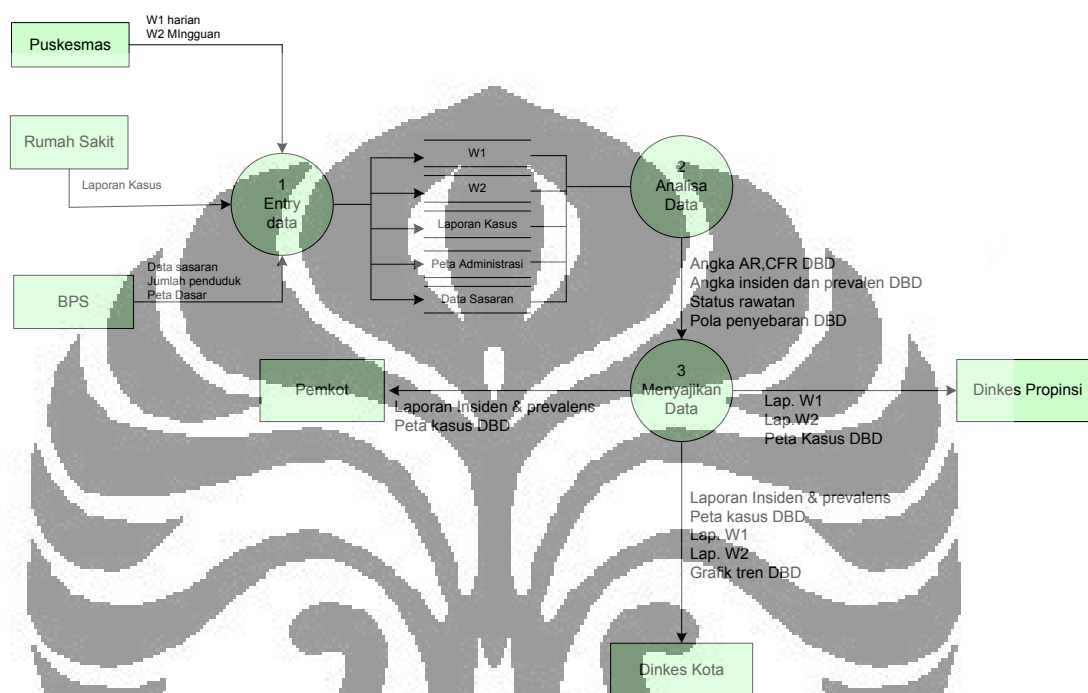 W1 harian
W2 MIngguan
Puskesmas
Rumah Sakit
Laporan Kasus
1
Entry
data
W1
W2
Laporan Kasus
Peta Administrasi
Data Sasaran
2
Analisa
Data
Data sasaran
Jumlah penduduk
Peta Dasar
BPS
Angka AR,CFR DBD
Angka insiden dan prevalen DBD
Status rawatan
Pola penyebaran DBD
Pemkot
Laporan Insiden & prevalens
Peta kasus DBD
3
Menyajikan
Data
Lap. W1
Lap.W2
Peta Kasus DBD
Dinkes Propinsi
Laporan Insiden & prevalens
Peta kasus DBD
Lap. W1
Lap. W2
Grafik tren DBD
Dinkes Kota